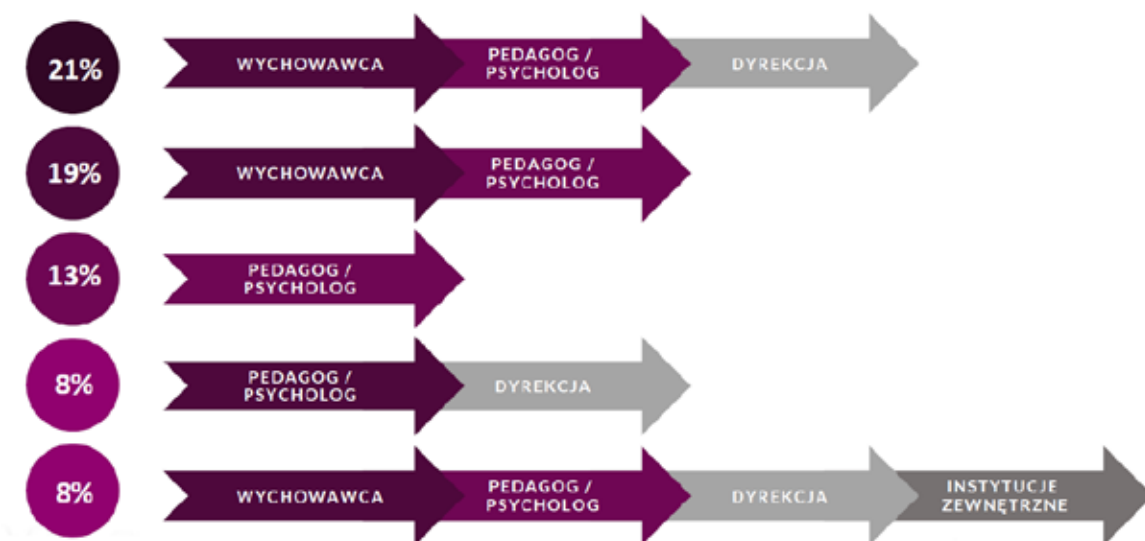 21%
WYCHOWAWCA
PEDAGOG /
PSYCHOLOG
DYREKCJA
19%
WYCHOWAWCA
PEDAGOG /
PSYCHOLOG
13%
PEDAGOG /
PSYCHOLOG
8%
PEDAGOG /
PSYCHOLOG
DYREKCJA
8%
WYCHOWAWCA
PEDAGOG /
PSYCHOLOG
DYREKCJA
INSTYTUCJE
ZEWNĘTRZNE